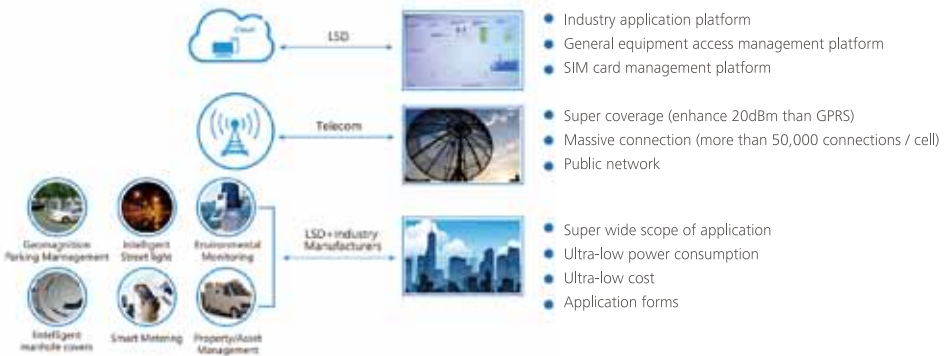 Cloud
LSD
Industry application platform
General equipment access management platform
SIM card management platform
Telecom
Super coverage (enhance 20dBm than GPRS)
Massive connection (more than 50,000 connections / cell)
Public network
Geomagnition
Parking Marnagement
Intelligent
Street light
Environmental
Monitoring
LSD+Industry
Manufacturers
Super wide scope of application
Ultra-low power consumption
Ultra-low cost
Application forms
manhole covers
Smart Metering
Property/Asset
Management